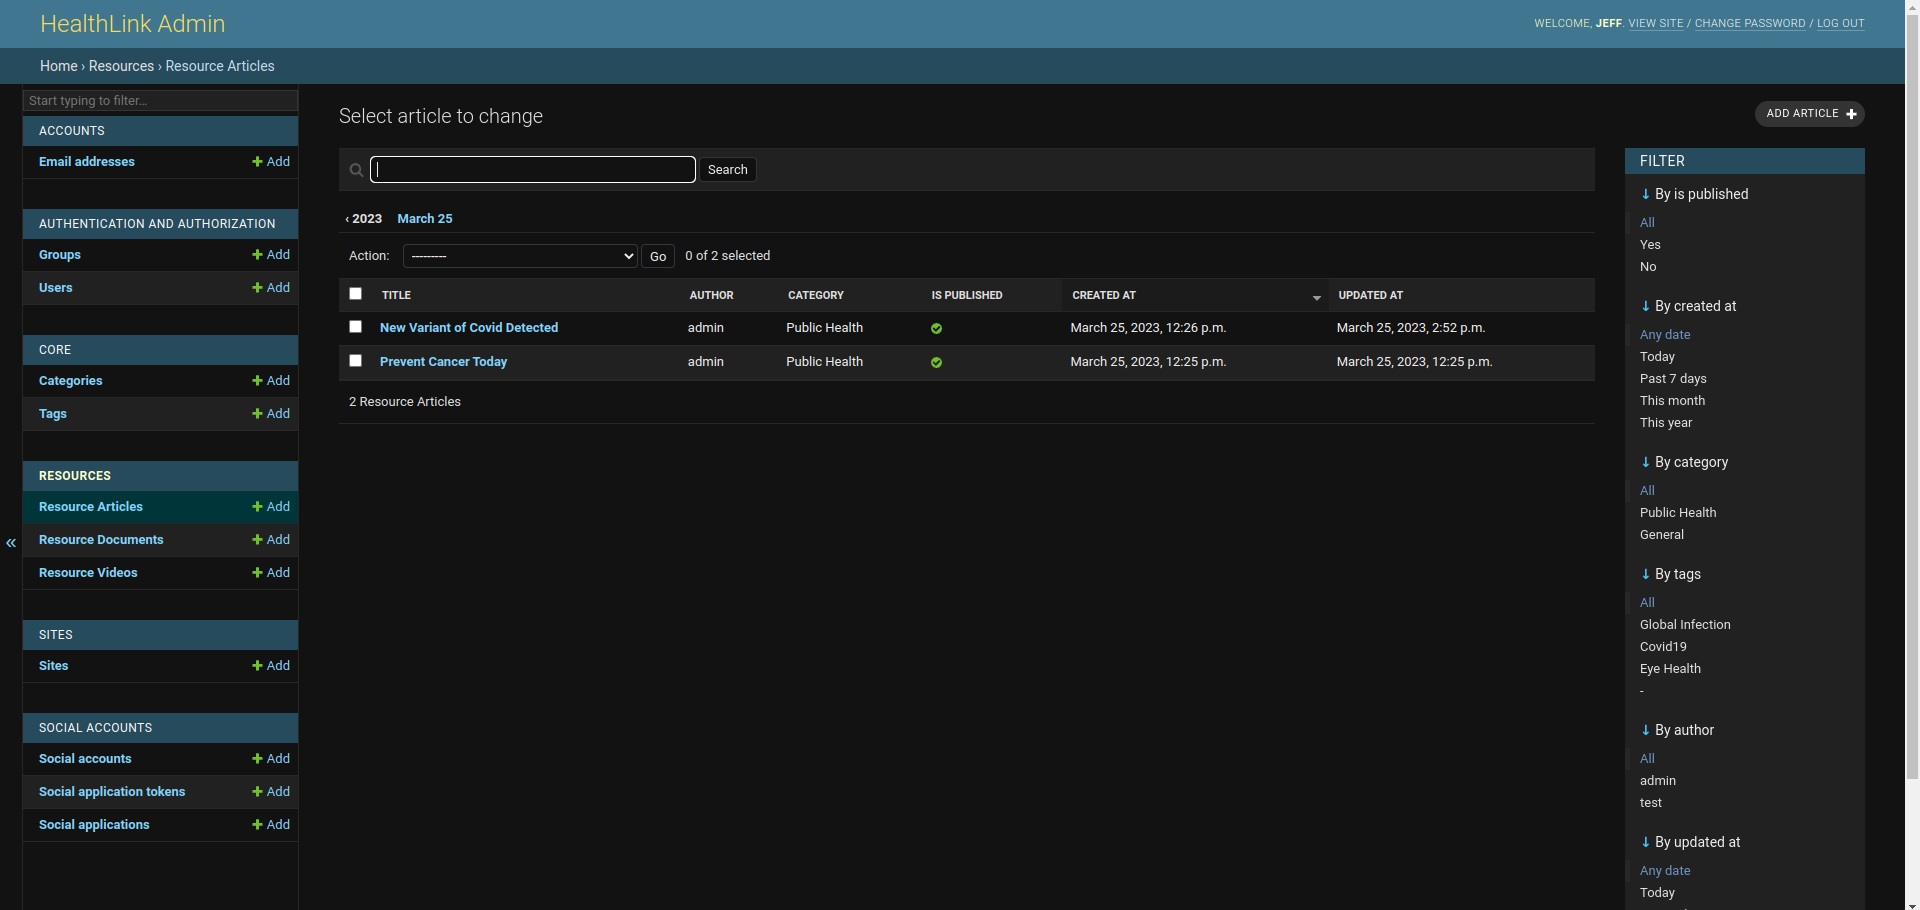 HealthLink Admin
WELCOME, JEFF. VIEW SITE / CHANGE PASSWORD / LOG OUT
Home › Resources › Resource Articles
Start typing to filter...
ACCOUNTS
Email addresses Add
AUTHENTICATION AND AUTHORIZATION
Groups Add
Users Add
CORE
Categories Add
Tags Add
RESOURCES
Resource Articles Add
Resource Documents Add
Resource Videos Add
SITES
Sites Add
SOCIAL ACCOUNTS
Social accounts Add
Social application tokens Add
Social applications Add
«
Select article to change
ADD ARTICLE
Search
‹ 2023 March 25
Action: --------- Go 0 of 2 selected
TITLE AUTHOR CATEGORY IS PUBLISHED CREATED AT UPDATED AT
New Variant of Covid Detected admin Public Health March 25, 2023, 12:26 p.m. March 25, 2023, 2:52 p.m.
Prevent Cancer Today admin Public Health March 25, 2023, 12:25 p.m. March 25, 2023, 12:25 p.m.
2 Resource Articles
FILTER
↓ By is published
All
Yes
No
↓ By created at
Any date
Today
Past 7 days
This month
This year
↓ By category
All
Public Health
General
↓ By tags
All
Global Infection
Covid19
Eye Health
-
↓ By author
All
admin
test
↓ By updated at
Any date
Today